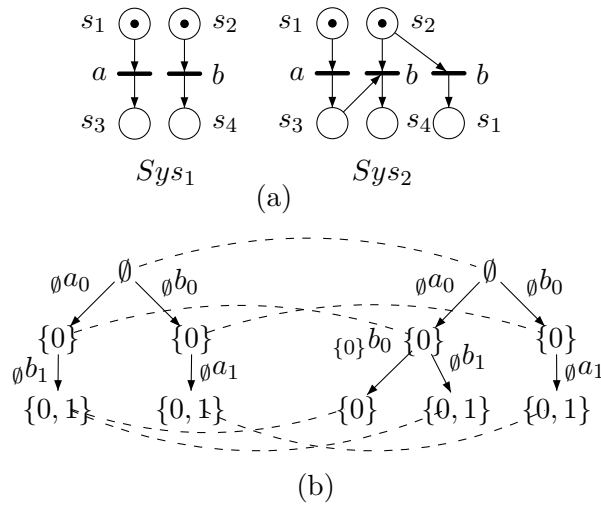 s₁ s₂ s₁ s₂
a b a b b
s₃ s₄ s₃ s₄ s₁
Sys₁ Sys₂
(a)
∅ ∅
∅a₀ ∅b₀ ∅a₀ ∅b₀
{0} {0} {0}b₀ {0} {0}
∅b₁ ∅a₁ ∅b₁ ∅a₁
{0, 1} {0, 1} {0} {0, 1} {0, 1}
(b)